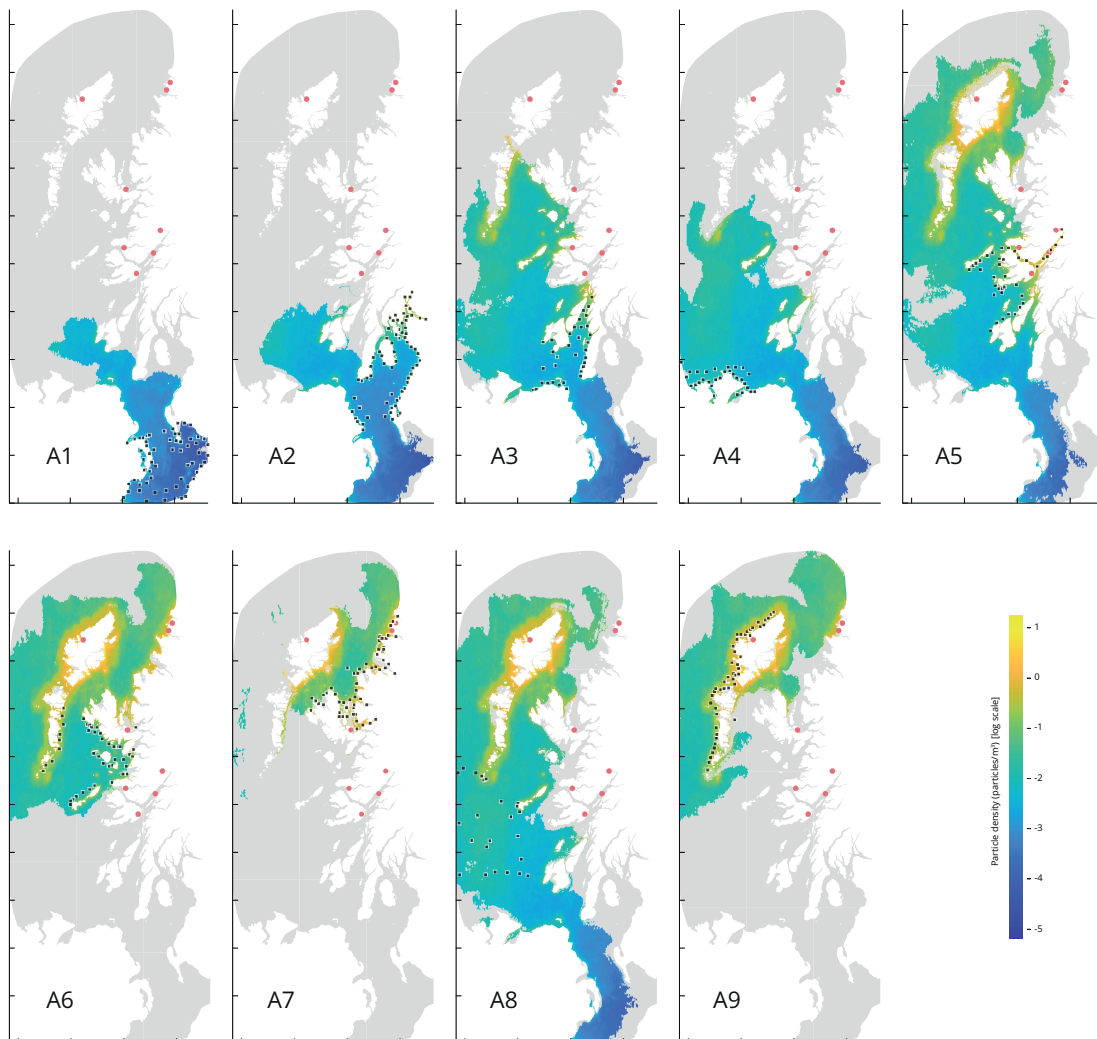 A1
A2
A3
A4
A5
A6
A7
A8
A9
Particle density (particles/m²) [log scale]
1
0
-1
-2
-3
-4
-5